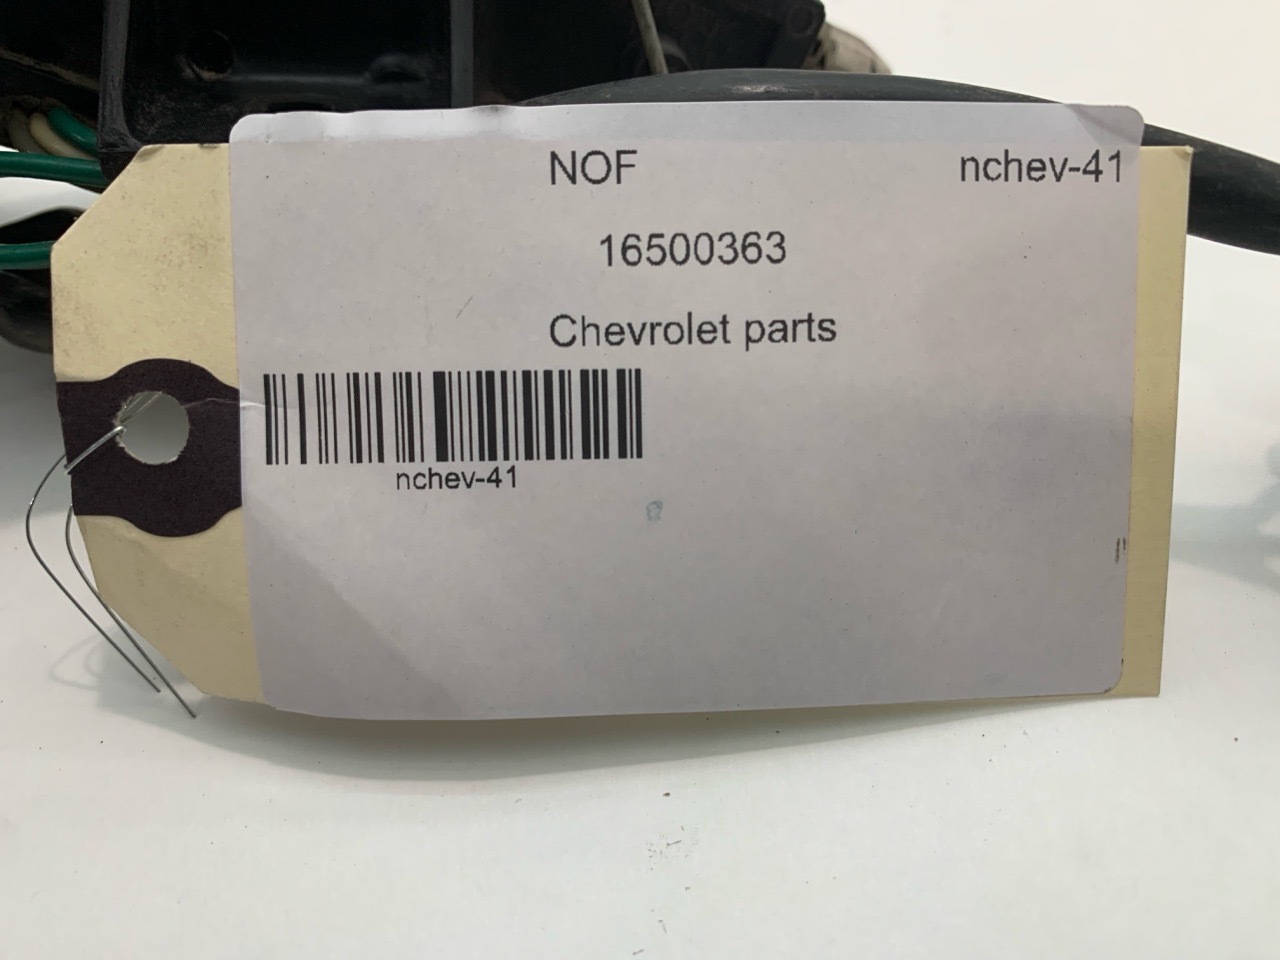 NOF nchev-41
16500363
Chevrolet parts
nchev-41